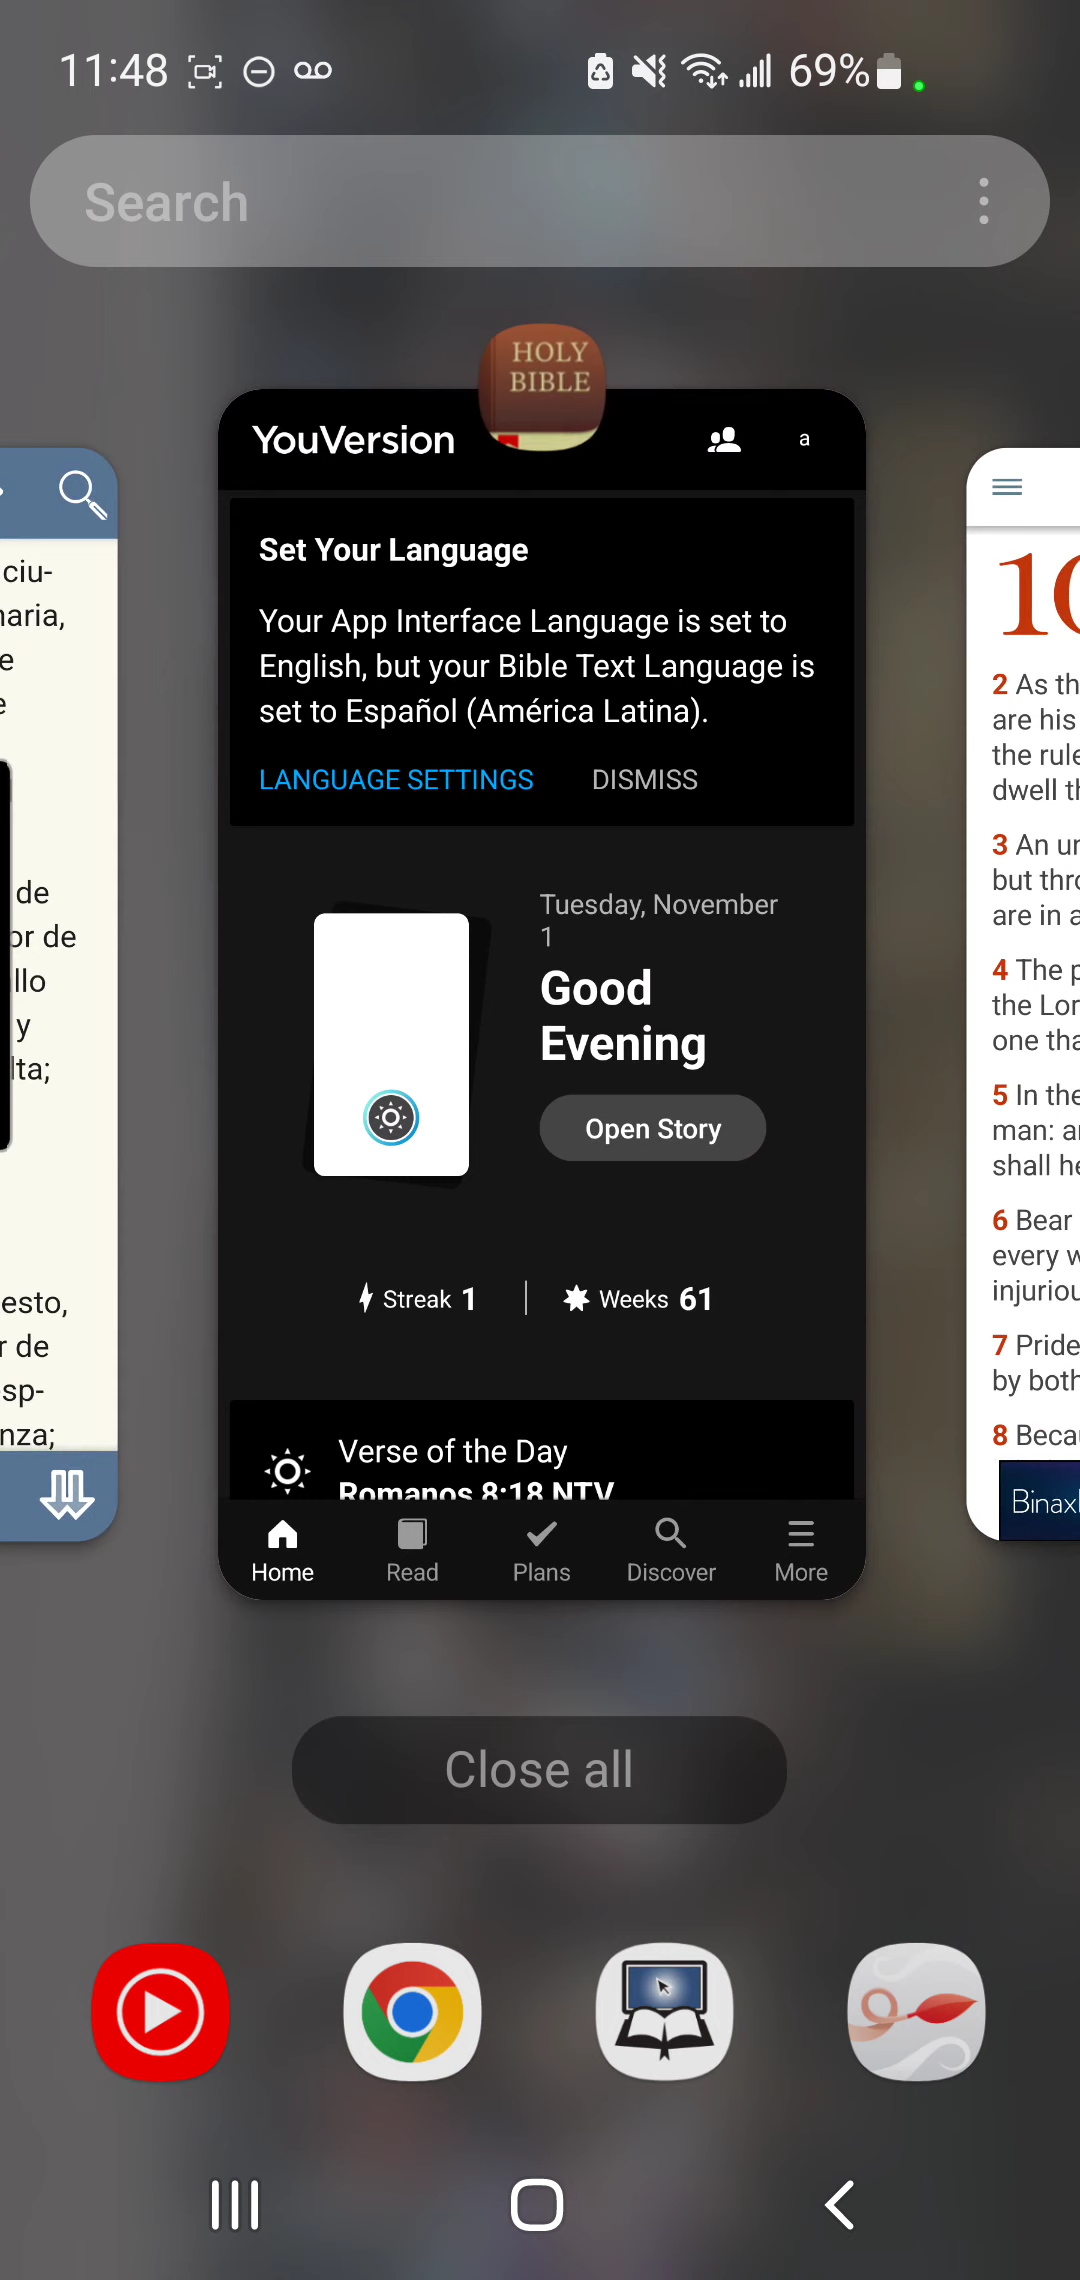 11:48
69%
Search
HOLY
BIBLE
YouVersion
a
Set Your Language
Your App Interface Language is set to
English, but your Bible Text Language is
set to Español (América Latina).
LANGUAGE SETTINGS
DISMISS
Tuesday, November
1
Good
Evening
Open Story
Streak 1
Weeks 61
Verse of the Day
Romanos 8:18 NTV
Home
Read
Plans
Discover
More
ciu-
naria,
e
e
de
or de
llo
y
lta;
esto,
r de
sp-
nza;
10
2 As th
are his
the rule
dwell th
3 An un
but thro
are in a
4 The p
the Lor
one tha
5 In the
man: a
shall he
6 Bear
every w
injuriou
7 Pride
by both
8 Becau
Binax
Close all